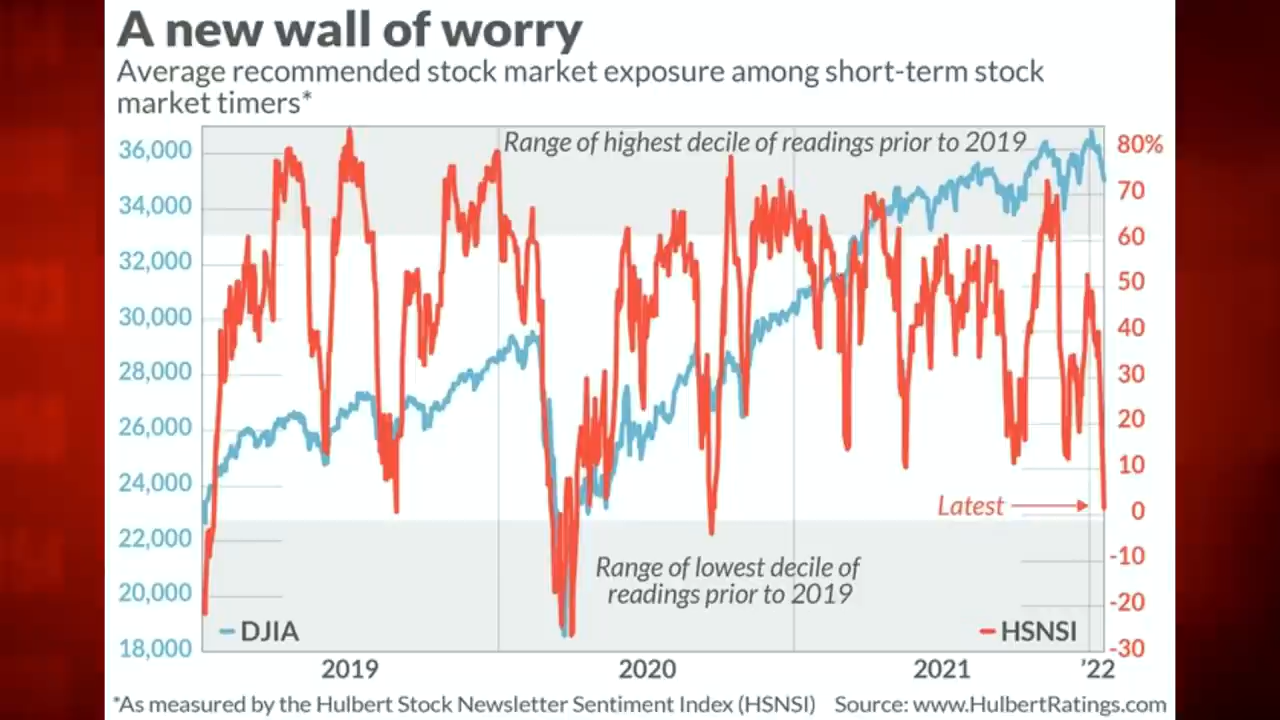 A new wall of worry
Average recommended stock market exposure among short-term stock
market timers*
Range of highest decile of readings prior to 2019
36,000
34,000
32,000
30,000
28,000
26,000
24,000
22,000
20,000
18,000
80%
70
60
50
40
30
20
10
0
-10
-20
-30
Latest
Range of lowest decile of
readings prior to 2019
DJIA
HSNSI
2019
2020
2021
'22
*As measured by the Hulbert Stock Newsletter Sentiment Index (HSNSI)
Source: www.HulbertRatings.com